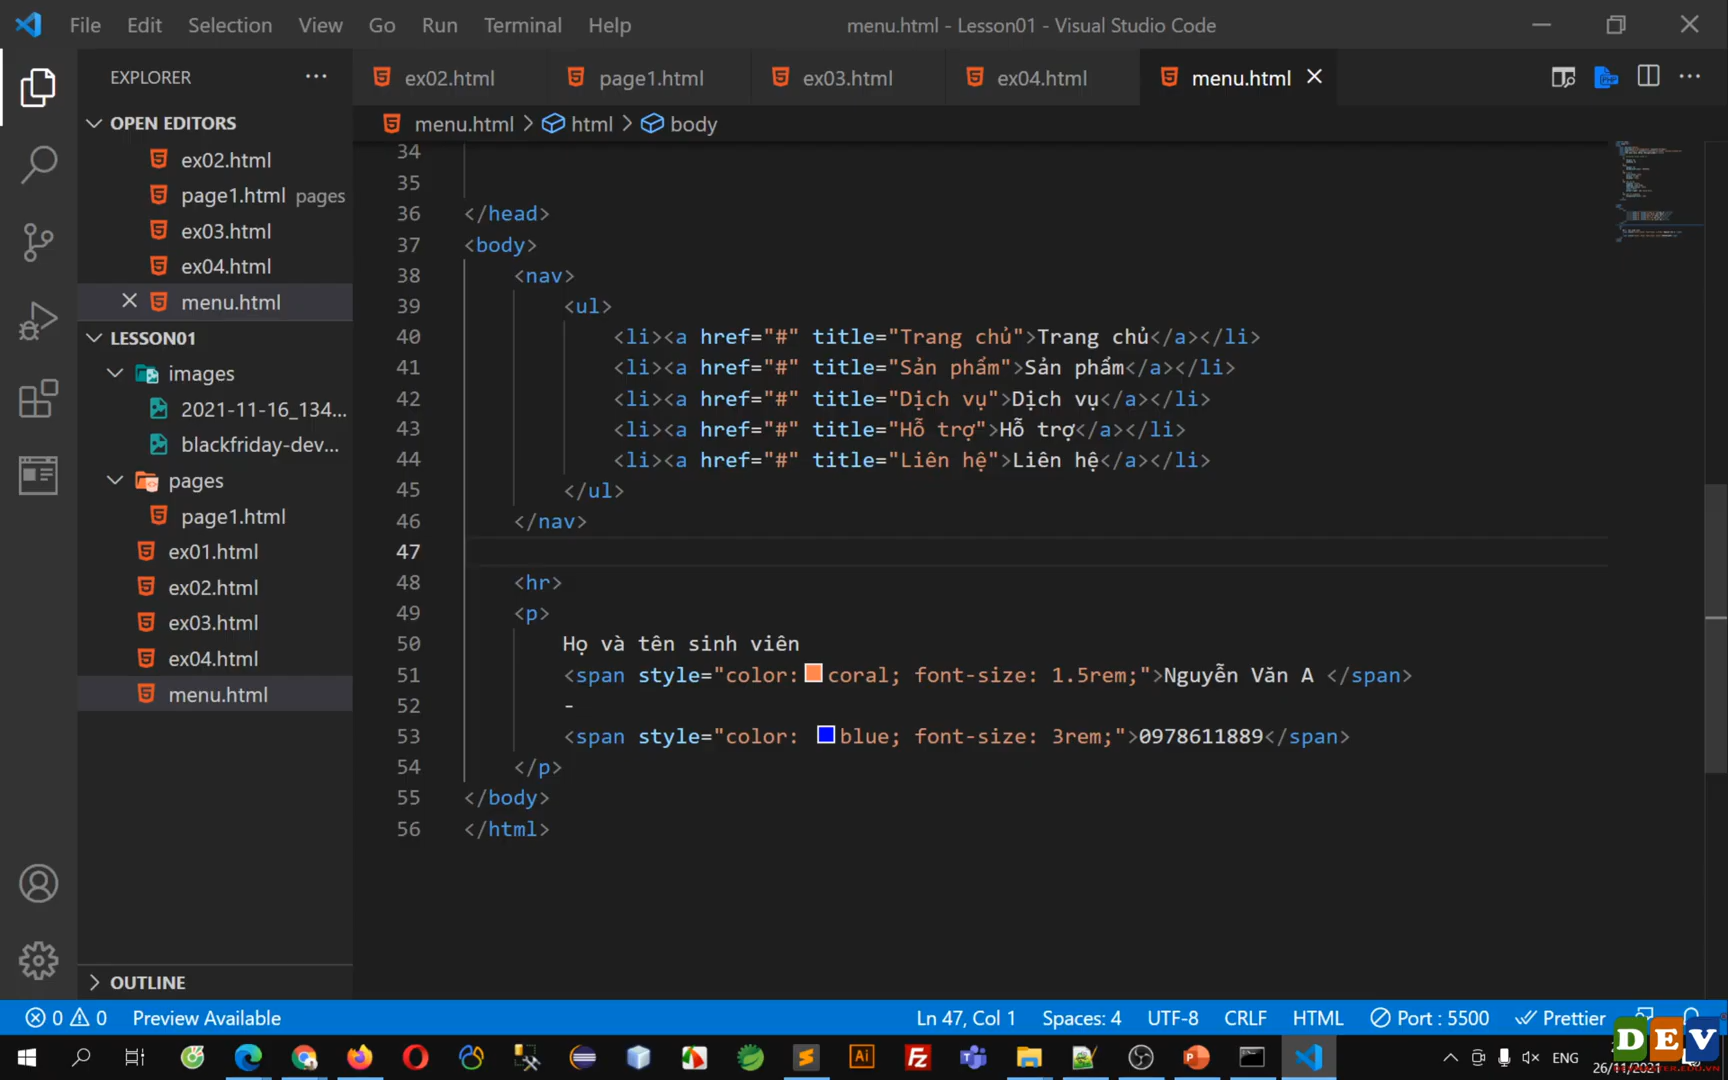 File Edit Selection View Go Run Terminal Help
menu.html - Lesson01 - Visual Studio Code
EXPLORER
ex02.html page1.html ex03.html ex04.html menu.html
menu.html > html > body
OPEN EDITORS
ex02.html
page1.html pages
ex03.html
ex04.html
menu.html
LESSON01
images
2021-11-16_134...
blackfriday-dev...
pages
page1.html
ex01.html
ex02.html
ex03.html
ex04.html
menu.html
OUTLINE
34
35
36 </head>
37 <body>
38 <nav>
39 <ul>
40 <li><a href="#" title="Trang chủ">Trang chủ</a></li>
41 <li><a href="#" title="Sản phẩm">Sản phẩm</a></li>
42 <li><a href="#" title="Dịch vụ">Dịch vụ</a></li>
43 <li><a href="#" title="Hỗ trợ">Hỗ trợ</a></li>
44 <li><a href="#" title="Liên hệ">Liên hệ</a></li>
45 </ul>
46 </nav>
47
48 <hr>
49 <p>
50 Họ và tên sinh viên
51 <span style="color: coral; font-size: 1.5rem;">Nguyễn Văn A </span>
52 -
53 <span style="color: blue; font-size: 3rem;">0978611889</span>
54 </p>
55 </body>
56 </html>
0 0 Preview Available
Ln 47, Col 1 Spaces: 4 UTF-8 CRLF HTML Port : 5500 Prettier
ENG
26/11/2021
DEV